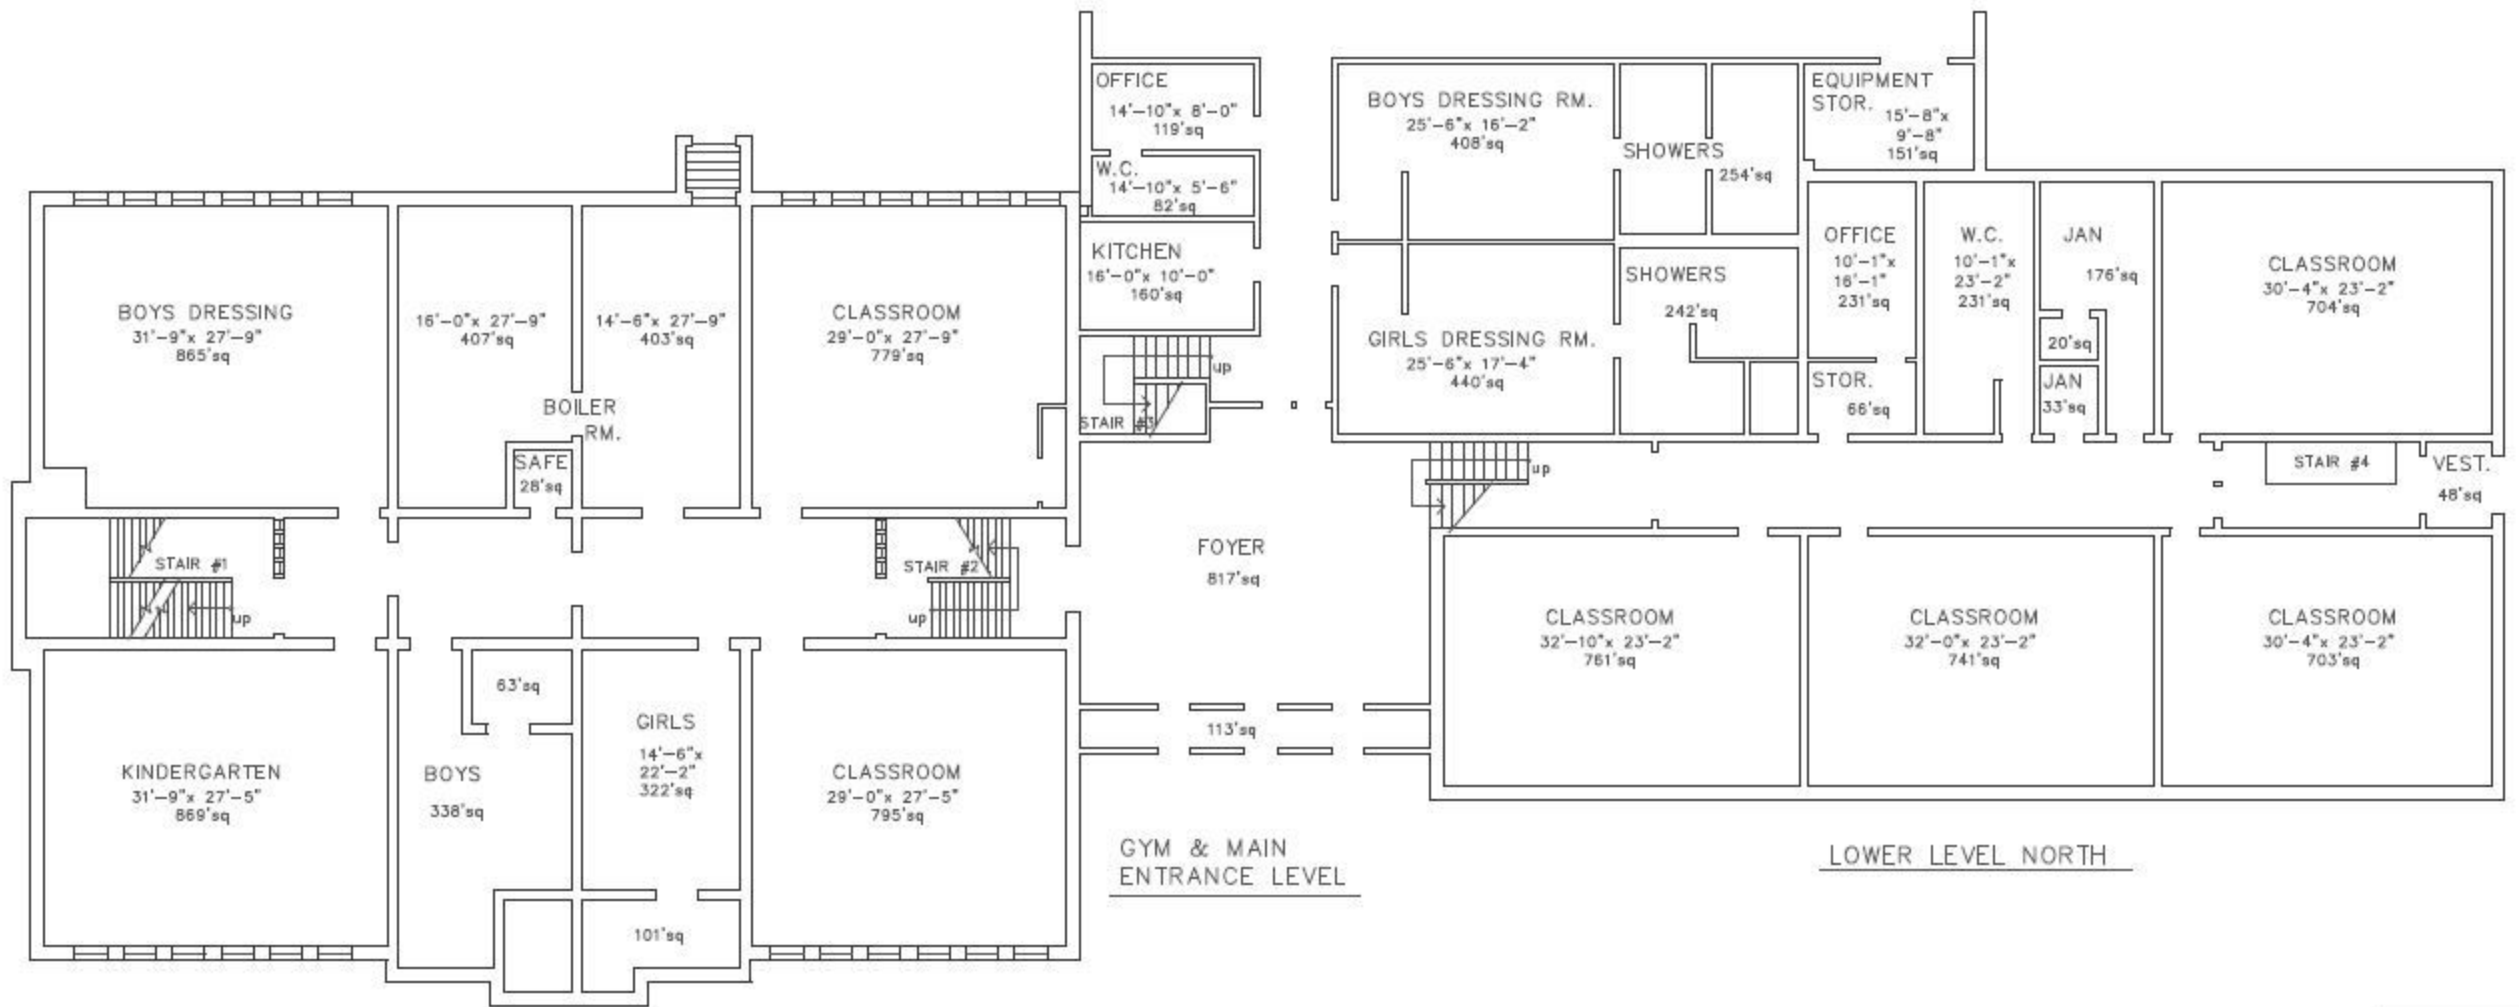 OFFICE
14'-10"x 8'-0"
119'sq
W.C.
14'-10"x 5'-6"
82'sq
KITCHEN
16'-0"x 10'-0"
160'sq
up
STAIR #3
BOYS DRESSING RM.
25'-6"x 16'-2"
408'sq
SHOWERS
254'sq
EQUIPMENT
STOR.
15'-8"x
9'-8"
151'sq
GIRLS DRESSING RM.
25'-6"x 17'-4"
440'sq
SHOWERS
242'sq
OFFICE
10'-1"x
16'-1"
231'sq
STOR.
66'sq
W.C.
10'-1"x
23'-2"
231'sq
JAN
176'sq
20'sq
JAN
33'sq
CLASSROOM
30'-4"x 23'-2"
704'sq
BOYS DRESSING
31'-9"x 27'-9"
865'sq
16'-0"x 27'-9"
407'sq
14'-6"x 27'-9"
403'sq
BOILER
RM.
SAFE
28'sq
CLASSROOM
29'-0"x 27'-9"
779'sq
STAIR #1
up
STAIR #2
up
FOYER
817'sq
up
STAIR #4
VEST.
48'sq
KINDERGARTEN
31'-9"x 27'-5"
869'sq
BOYS
338'sq
63'sq
GIRLS
14'-6"x
22'-2"
322'sq
101'sq
CLASSROOM
29'-0"x 27'-5"
795'sq
113'sq
CLASSROOM
32'-10"x 23'-2"
761'sq
CLASSROOM
32'-0"x 23'-2"
741'sq
CLASSROOM
30'-4"x 23'-2"
703'sq
GYM & MAIN
ENTRANCE LEVEL
LOWER LEVEL NORTH